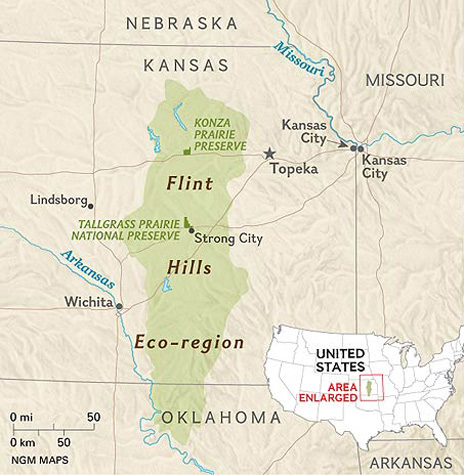 NEBRASKA
Missouri
KANSAS
MISSOURI
KONZA
PRAIRIE
PRESERVE
Kansas
City
Kansas
City
Topeka
Flint
Lindsborg
TALLGRASS PRAIRIE
NATIONAL PRESERVE
Strong City
Arkansas
Hills
Wichita
Eco-region
UNITED
STATES
AREA
ENLARGED
OKLAHOMA
0 mi 50
0 km 50
NGM MAPS
ARKANSAS